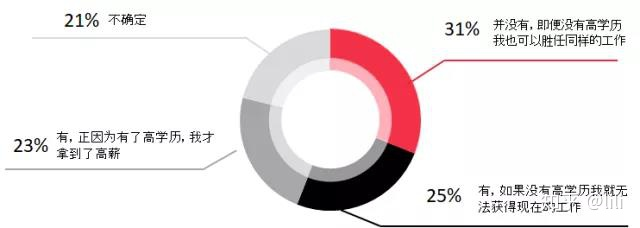 21% 不确定
31% 并没有，即便没有高学历
我也可以胜任同样的工作
23% 有，正因为有了高学历，我才
拿到了高薪
25% 有，如果没有高学历我就无
法获得现在的工作